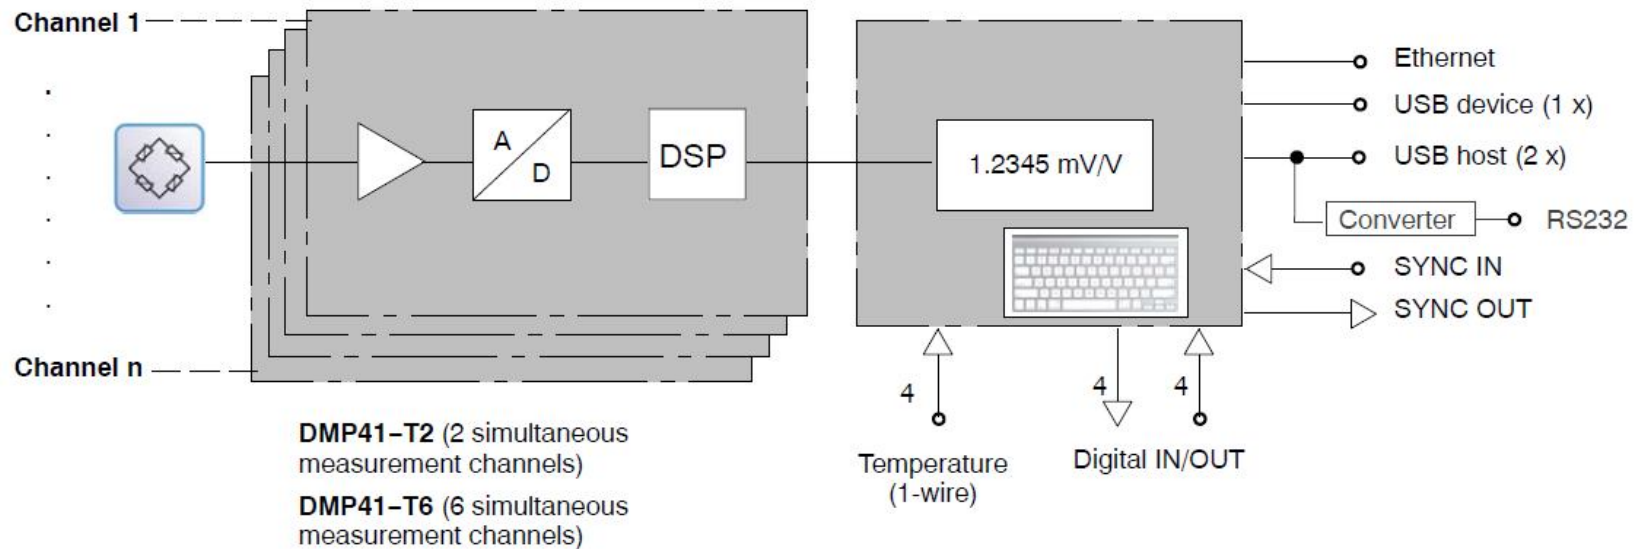 Channel 1
Channel n
A
D
DSP
1.2345 mV/V
Ethernet
USB device (1 x)
USB host (2 x)
Converter
RS232
SYNC IN
SYNC OUT
4
4
4
Temperature
(1-wire)
Digital IN/OUT
DMP41–T2 (2 simultaneous
measurement channels)
DMP41–T6 (6 simultaneous
measurement channels)